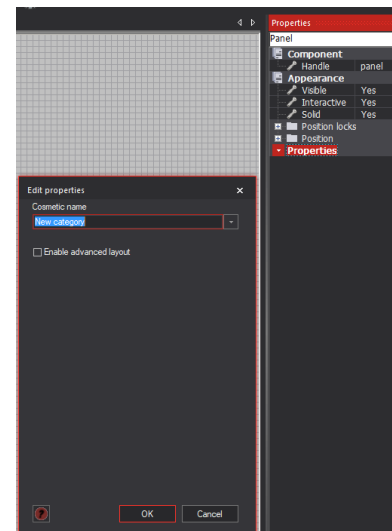 Properties
Panel
Component
Handle panel
Appearance
Visible Yes
Interactive Yes
Solid Yes
Position locks
Position
Properties
Edit properties
Cosmetic name
New category
Enable advanced layout
OK Cancel